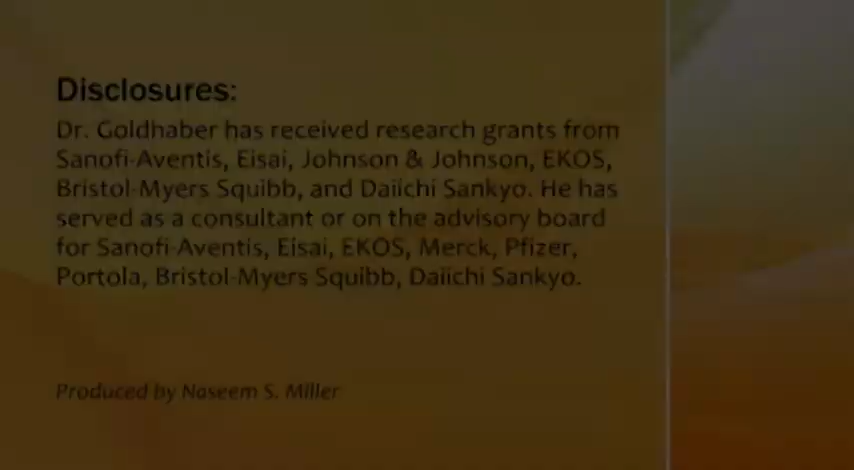 Disclosures:
Dr. Goldhaber has received research grants from
Sanofi-Aventis, Eisai, Johnson & Johnson, EKOS,
Bristol-Myers Squibb, and Daiichi Sankyo. He has
served as a consultant or on the advisory board
for Sanofi-Aventis, Eisai, EKOS, Merck, Pfizer,
Portola, Bristol-Myers Squibb, Daiichi Sankyo.
Produced by Naseem S. Miller